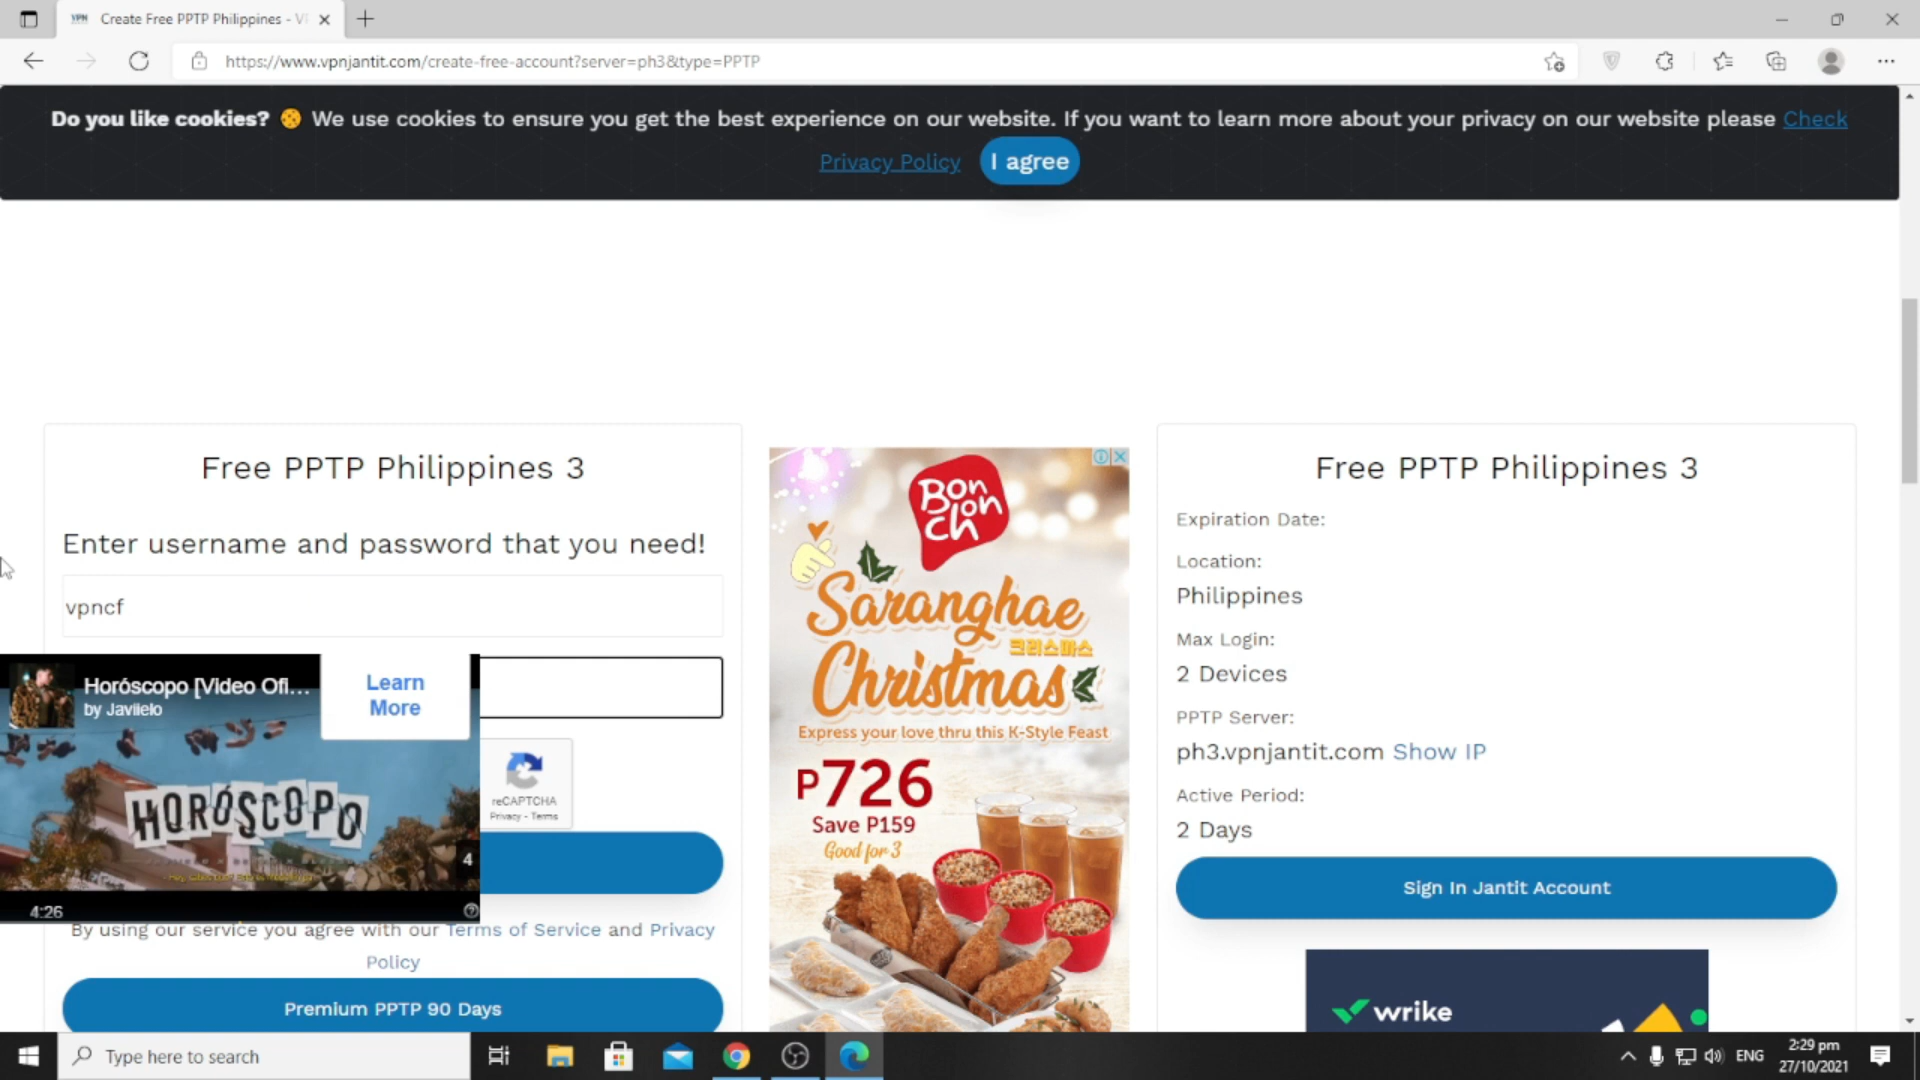 Create Free PPTP Philippines - V
https://www.vpnjantit.com/create-free-account?server=ph3&type=PPTP
Do you like cookies? 🍪 We use cookies to ensure you get the best experience on our website. If you want to learn more about your privacy on our website please Check
Privacy Policy I agree
Free PPTP Philippines 3
Enter username and password that you need!
vpncf
Horóscopo [Video Ofi...
by Javiielo
Learn
More
HORÓSCOPO
4
4:26
reCAPTCHA
Privacy - Terms
By using our service you agree with our Terms of Service and Privacy
Policy
Premium PPTP 90 Days
Bon
Chon
Saranghae
크리스마스
Christmas
Express your love thru this K-Style Feast
P726
Save P159
Good for 3
Free PPTP Philippines 3
Expiration Date:
Location:
Philippines
Max Login:
2 Devices
PPTP Server:
ph3.vpnjantit.com Show IP
Active Period:
2 Days
Sign In Jantit Account
wrike
Type here to search
ENG
2:29 pm
27/10/2021